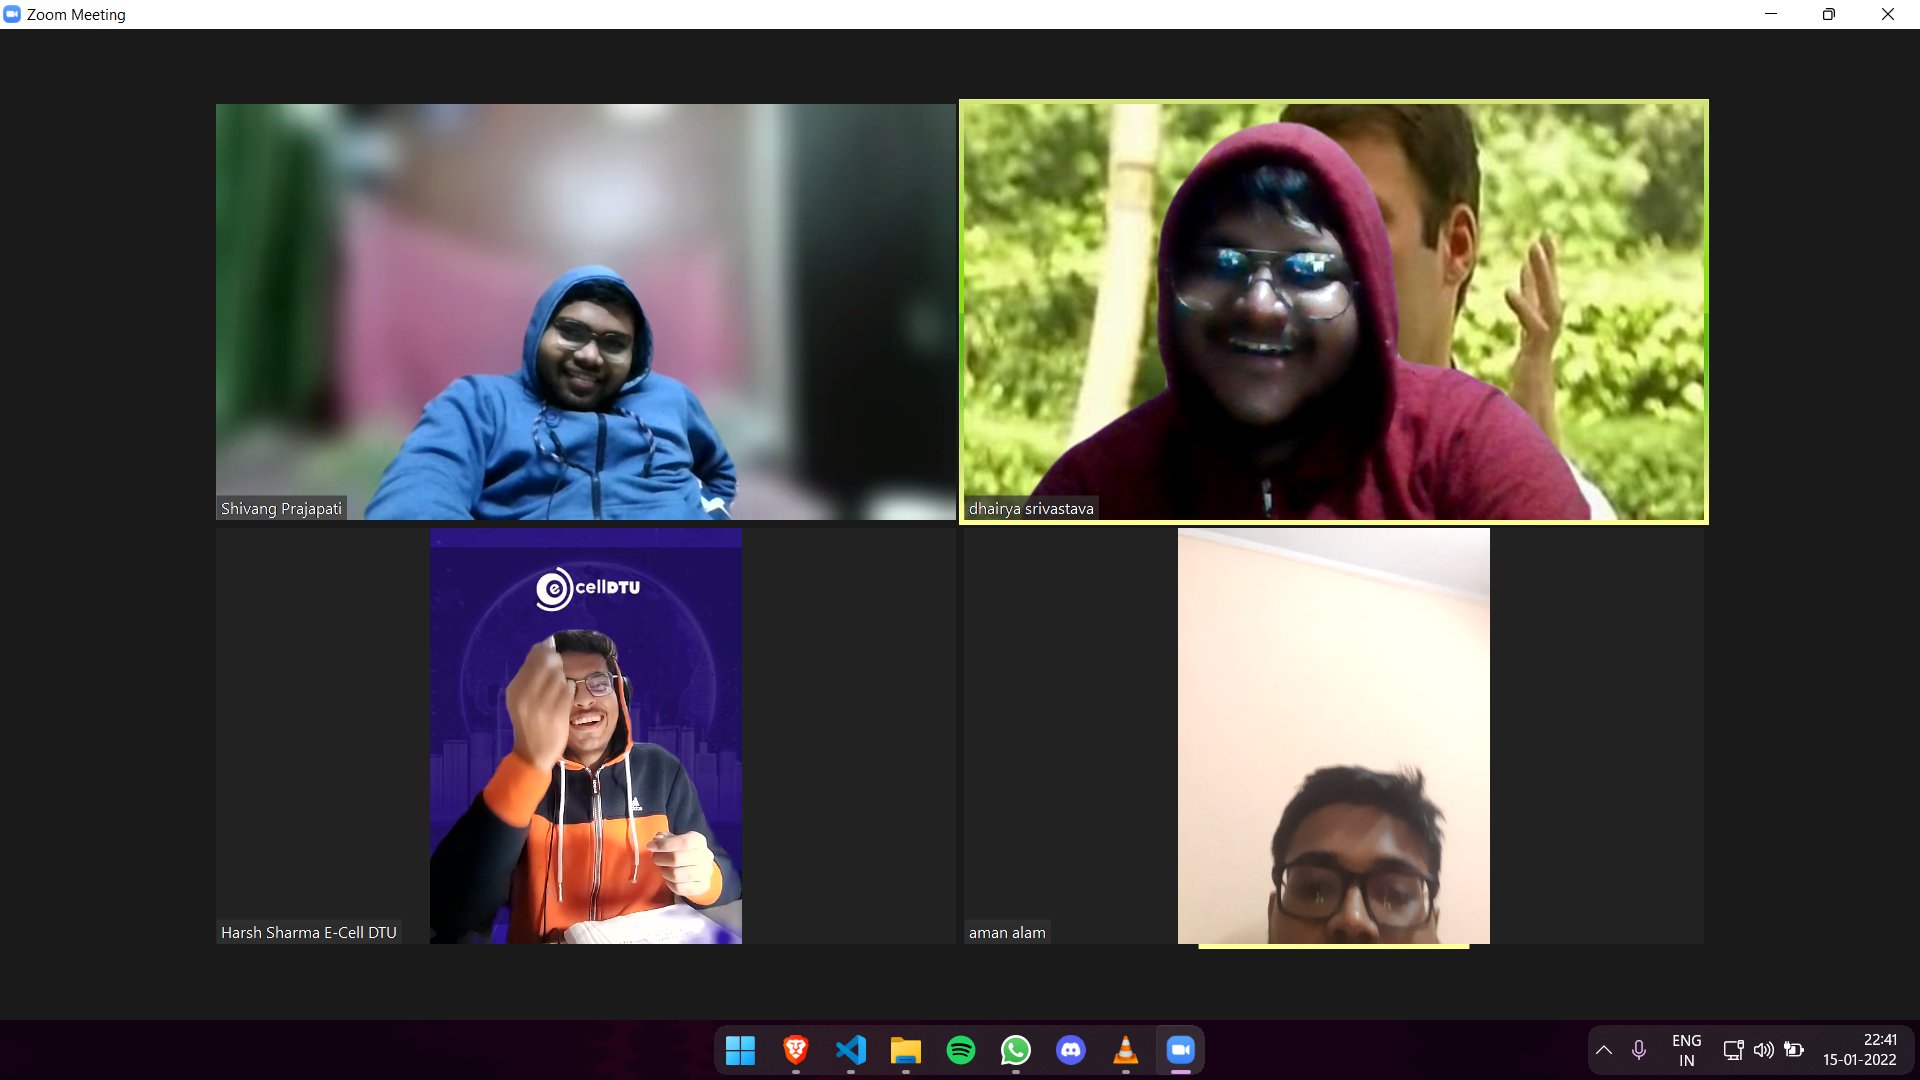 Zoom Meeting
Shivang Prajapati
dhairya srivastava
e cellDTU
Harsh Sharma E-Cell DTU
aman alam
ENG
IN
22:41
15-01-2022